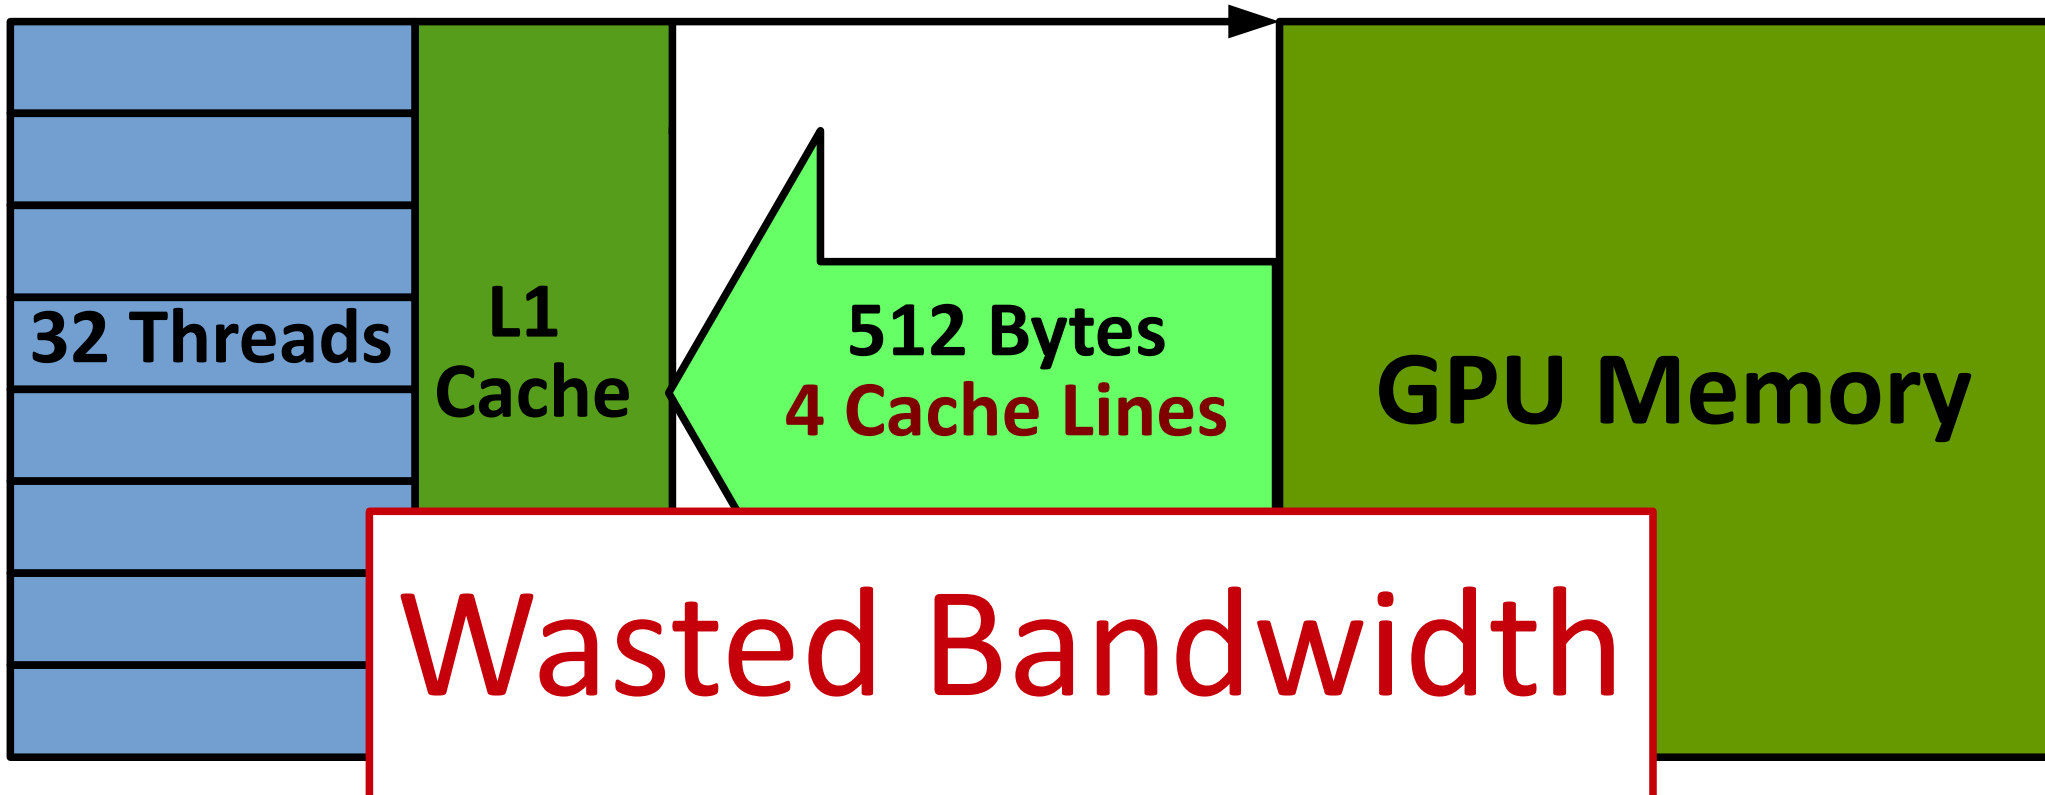 32 Threads
L1
Cache
512 Bytes
4 Cache Lines
GPU Memory
Wasted Bandwidth